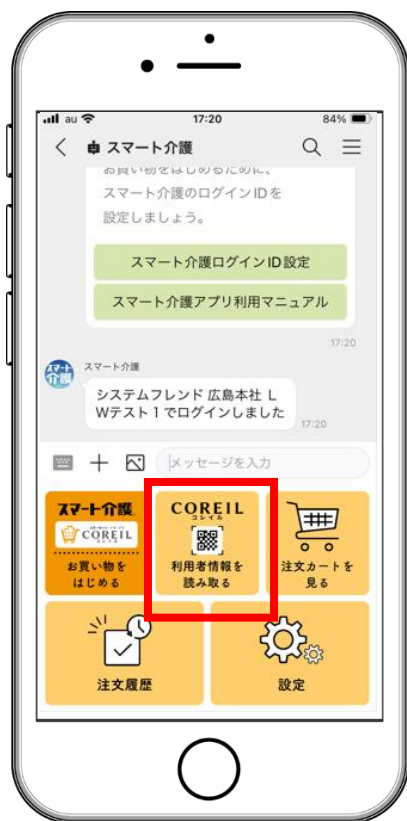 au 17:20 84%
スマート介護
お買い物をはじめるために、
スマート介護のログインIDを
設定しましょう。
スマート介護ログインID設定
スマート介護アプリ利用マニュアル
17:20
スマート介護
スマート介護
システムフレンド 広島本社 L
Wテスト1でログインしました
17:20
メッセージを入力
スマート介護
COREIL
お買い物を
はじめる
COREIL
コレイル
利用者情報を
読み取る
注文カートを
見る
注文履歴
設定